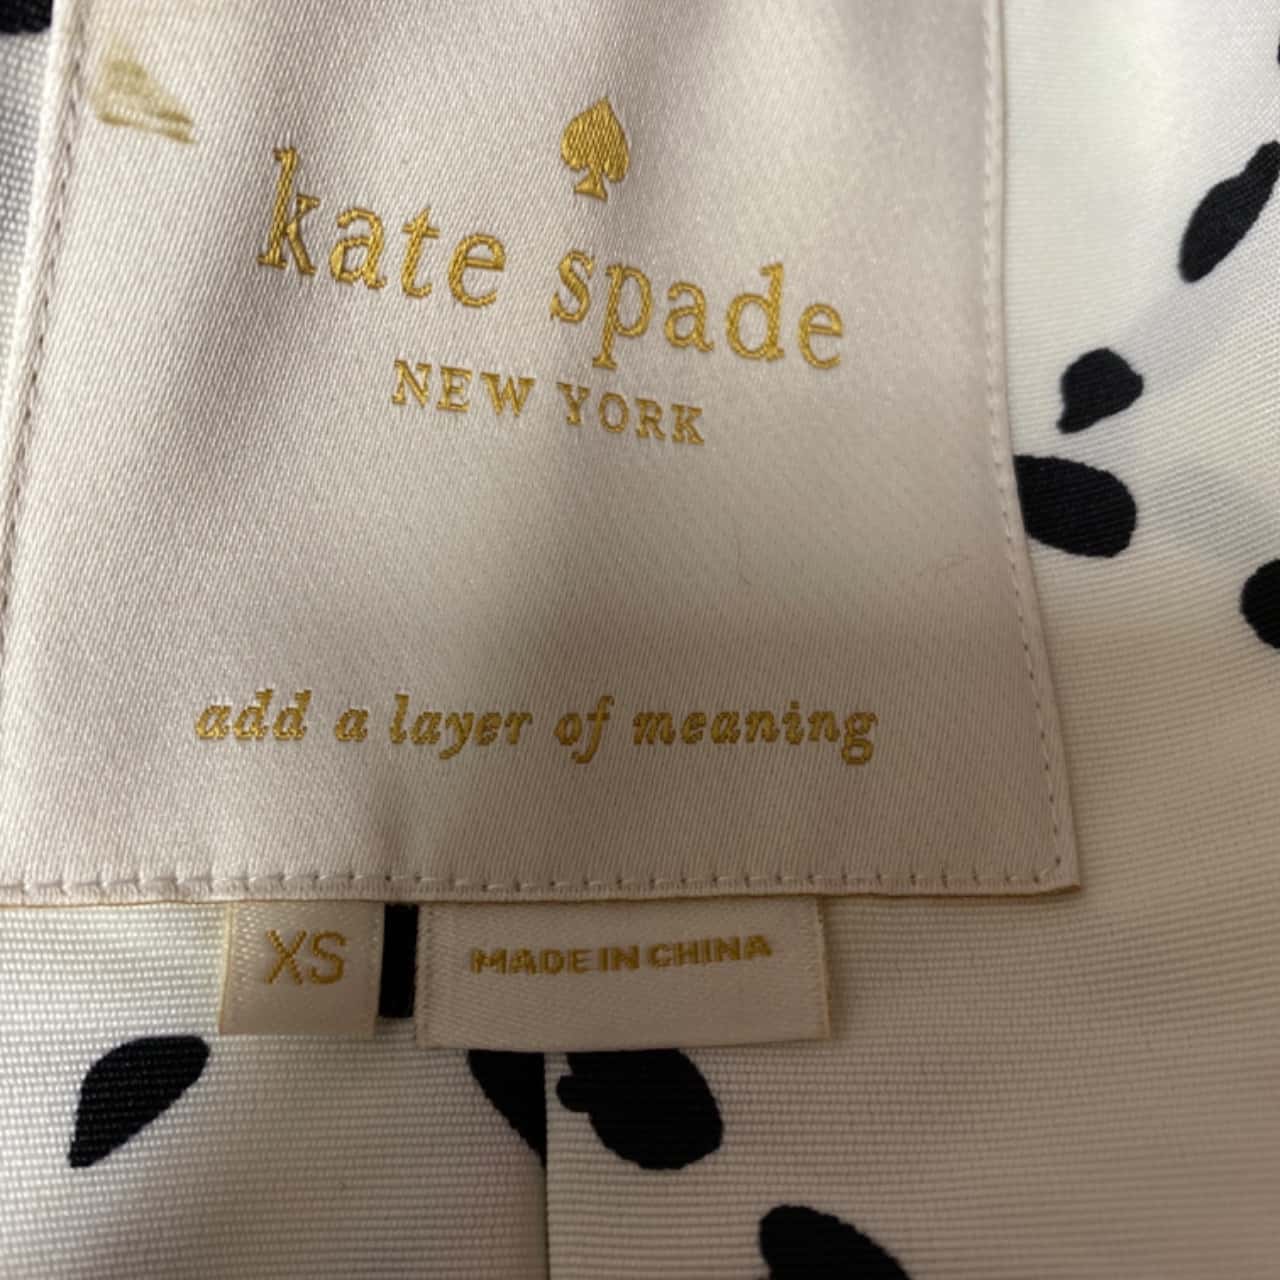 kate spade
NEW YORK
add a layer of meaning
XS
MADE IN CHINA